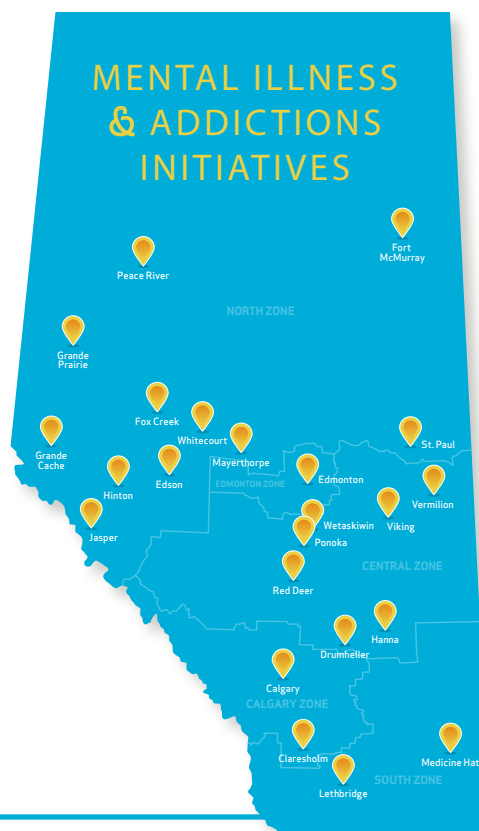 MENTAL ILLNESS
& ADDICTIONS
INITIATIVES
Fort
McMurray
Peace River
NORTH ZONE
Grande
Prairie
Fox Creek
Whitecourt
St. Paul
Grande
Cache
Mayerthorpe
Edmonton
Edson
EDMONTON ZONE
Hinton
Vermilion
Wetaskiwin
Viking
Jasper
Ponoka
CENTRAL ZONE
Red Deer
Hanna
Drumheller
Calgary
CALGARY ZONE
Claresholm
Medicine Hat
SOUTH ZONE
Lethbridge